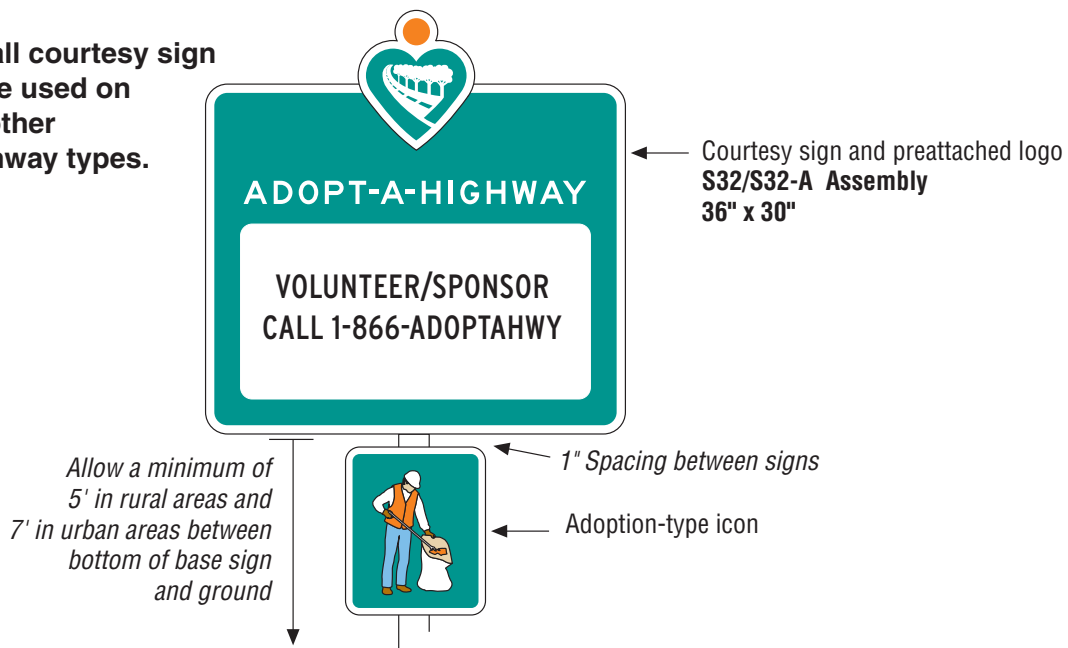 all courtesy sign
e used on
other
hway types.
ADOPT-A-HIGHWAY
VOLUNTEER/SPONSOR
CALL 1-866-ADOPTAHWY
Courtesy sign and preattached logo
S32/S32-A Assembly
36" x 30"
1" Spacing between signs
Adoption-type icon
Allow a minimum of
5' in rural areas and
7' in urban areas between
bottom of base sign
and ground